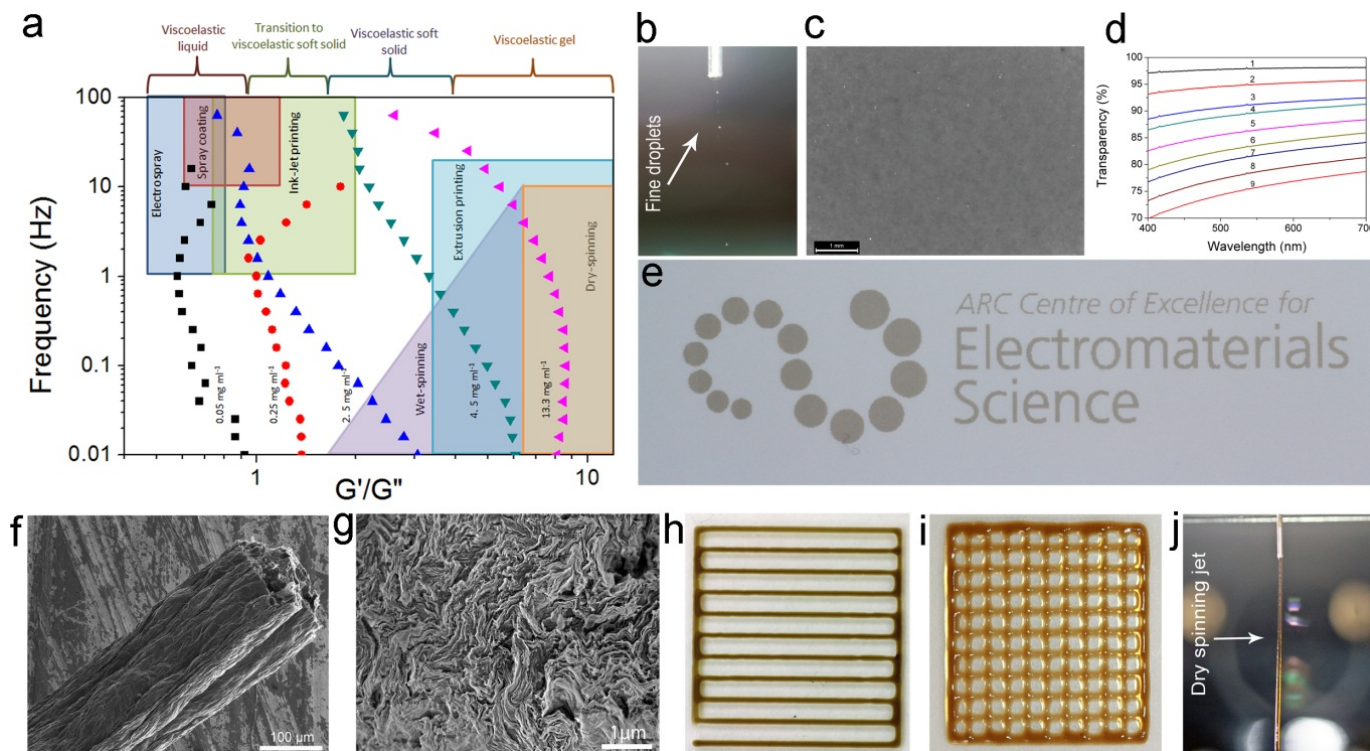 a
Viscoelastic
liquid
Transition to
viscoelastic soft solid
Viscoelastic soft
solid
Viscoelastic gel
Frequency (Hz)
100
10
1
0.1
0.01
Electrospray
Spray coating
Ink-Jet printing
Extrusion printing
Dry-spinning
Wet-spinning
0.05 mg ml⁻¹
0.25 mg ml⁻¹
2. 5 mg ml⁻¹
4. 5 mg ml⁻¹
13.3 mg ml⁻¹
1
10
G'/G"
b
Fine droplets
c
1 mm
d
Transparency (%)
100
95
90
85
80
75
70
1
2
3
4
5
6
7
8
9
400
500
600
700
Wavelength (nm)
e
ARC Centre of Excellence for
Electromaterials
Science
f
100 µm
g
1µm
h
i
j
Dry spinning jet